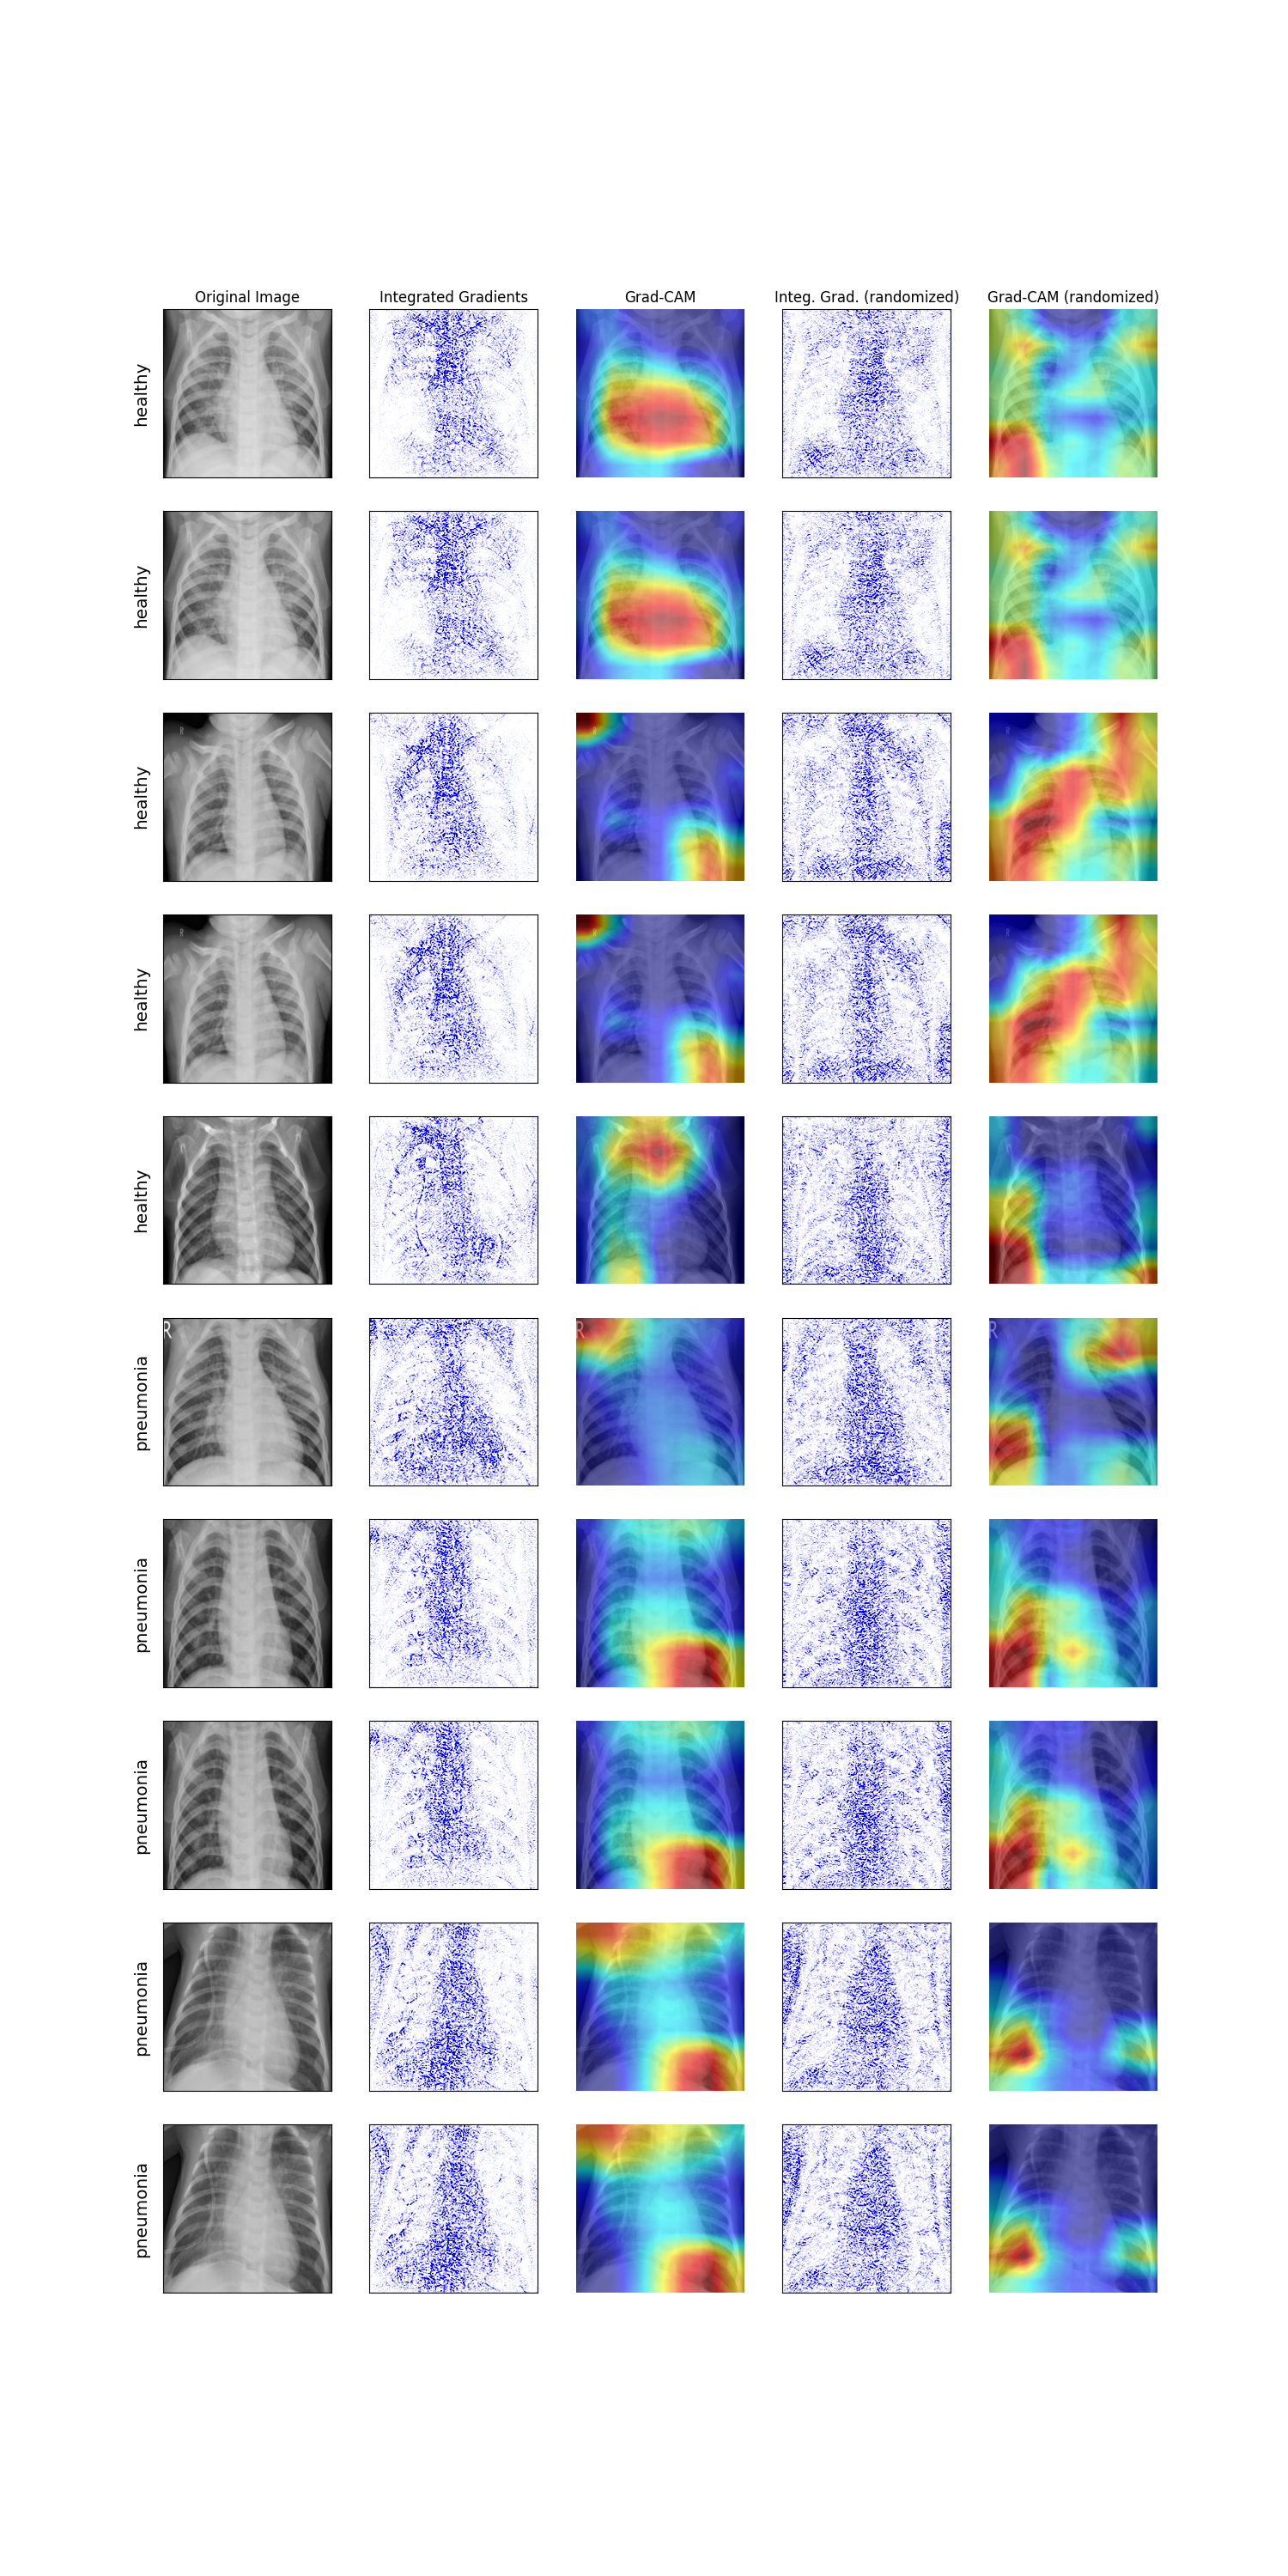 Original Image Integrated Gradients Grad-CAM Integ. Grad. (randomized) Grad-CAM (randomized)
healthy
healthy
healthy
healthy
healthy
pneumonia
R
R
R
pneumonia
pneumonia
pneumonia
pneumonia